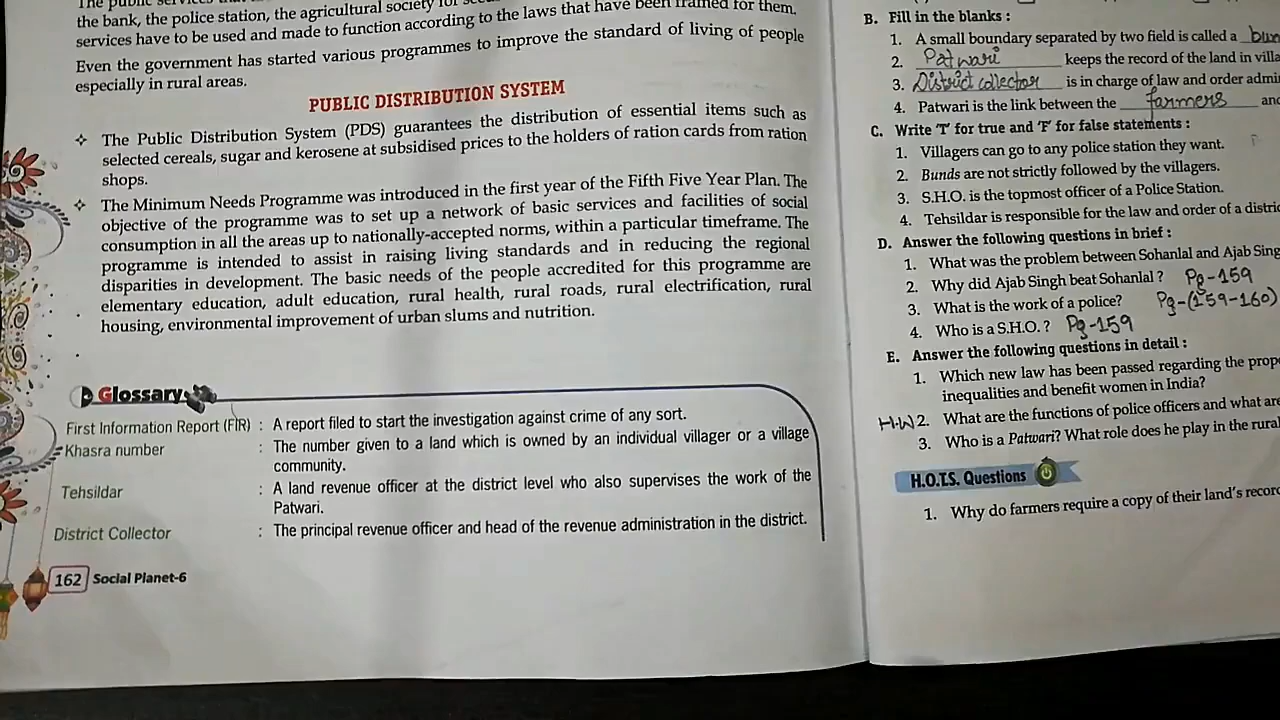 the bank, the police station, the agricultural society for
services have to be used and made to function according to the laws that have been framed for them.
Even the government has started various programmes to improve the standard of living of people
especially in rural areas.
PUBLIC DISTRIBUTION SYSTEM
The Public Distribution System (PDS) guarantees the distribution of essential items such as
selected cereals, sugar and kerosene at subsidised prices to the holders of ration cards from ration
shops.
The Minimum Needs Programme was introduced in the first year of the Fifth Five Year Plan. The
objective of the programme was to set up a network of basic services and facilities of social
consumption in all the areas up to nationally-accepted norms, within a particular timeframe. The
programme is intended to assist in raising living standards and in reducing the regional
disparities in development. The basic needs of the people accredited for this programme are
elementary education, adult education, rural health, rural roads, rural electrification, rural
housing, environmental improvement of urban slums and nutrition.
Glossary
First Information Report (FIR) : A report filed to start the investigation against crime of any sort.
Khasra number : The number given to a land which is owned by an individual villager or a village
community.
Tehsildar : A land revenue officer at the district level who also supervises the work of the
Patwari.
District Collector : The principal revenue officer and head of the revenue administration in the district.
162 Social Planet-6
B. Fill in the blanks :
1. A small boundary separated by two field is called a bun
2. Patwari keeps the record of the land in villa
3. District collector is in charge of law and order admi
4. Patwari is the link between the farmers and
C. Write 'T' for true and 'F' for false statements :
1. Villagers can go to any police station they want.
2. Bunds are not strictly followed by the villagers.
3. S.H.O. is the topmost officer of a Police Station.
4. Tehsildar is responsible for the law and order of a distric
D. Answer the following questions in brief :
1. What was the problem between Sohanlal and Ajab Sing
2. Why did Ajab Singh beat Sohanlal ? Pg-159
3. What is the work of a police? Pg-(159-160)
4. Who is a S.H.O. ? Pg-159
E. Answer the following questions in detail :
1. Which new law has been passed regarding the prope
inequalities and benefit women in India?
H.W 2. What are the functions of police officers and what are
3. Who is a Patwari? What role does he play in the rural
H.O.T.S. Questions
1. Why do farmers require a copy of their land's record